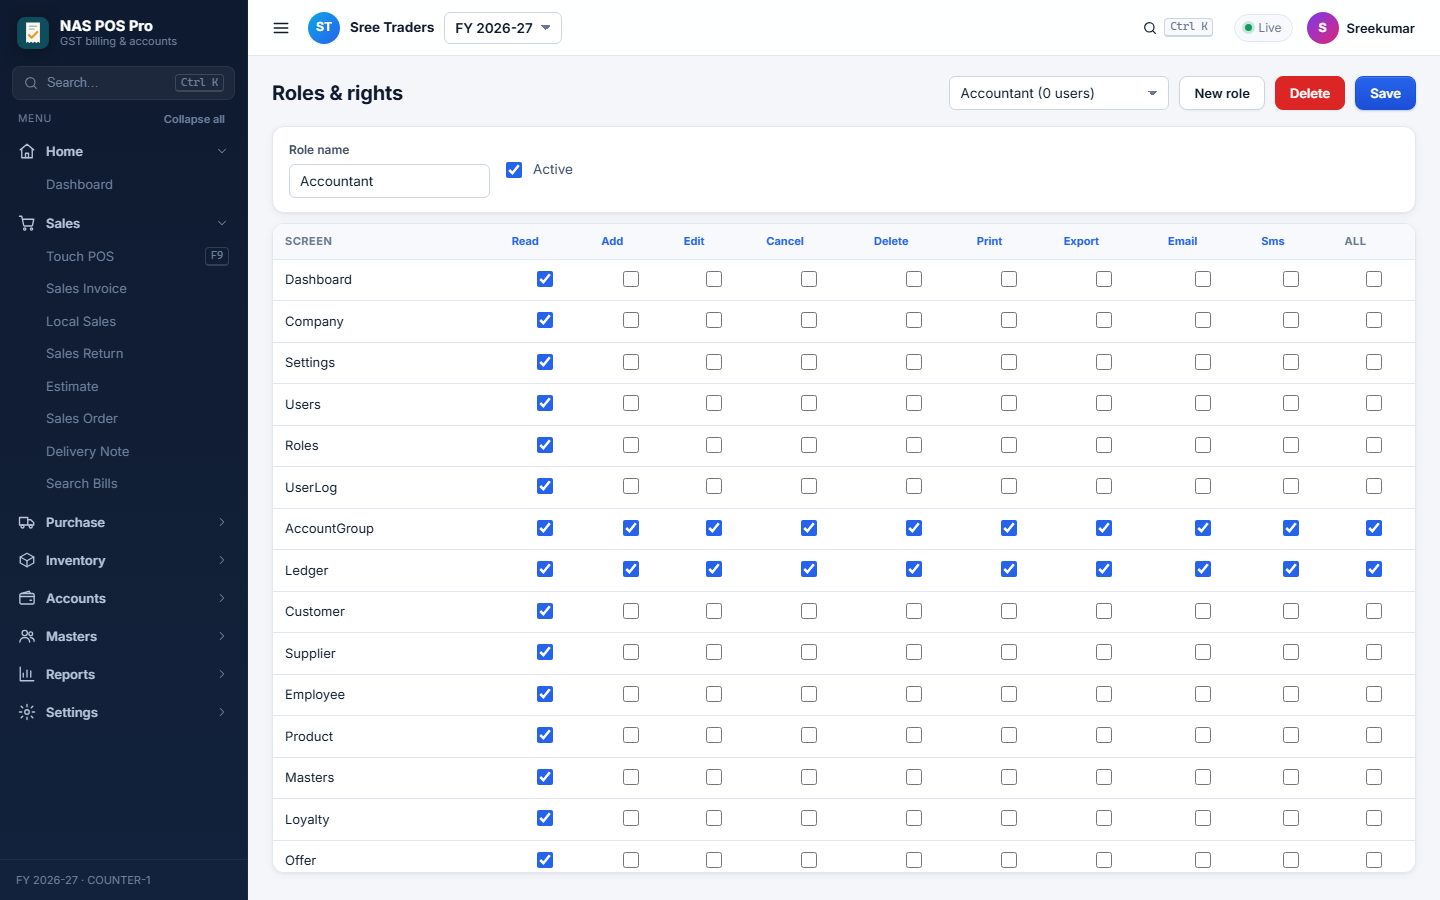 NAS POS Pro
GST billing & accounts
Search... Ctrl K
MENU Collapse all
Home
Dashboard
Sales
Touch POS F9
Sales Invoice
Local Sales
Sales Return
Estimate
Sales Order
Delivery Note
Search Bills
Purchase
Inventory
Accounts
Masters
Reports
Settings
FY 2026-27 · COUNTER-1
ST Sree Traders FY 2026-27 Ctrl K Live S Sreekumar
Roles & rights Accountant (0 users) New role Delete Save
Role name
Accountant Active
SCREEN Read Add Edit Cancel Delete Print Export Email Sms ALL
Dashboard
Company
Settings
Users
Roles
UserLog
AccountGroup
Ledger
Customer
Supplier
Employee
Product
Masters
Loyalty
Offer